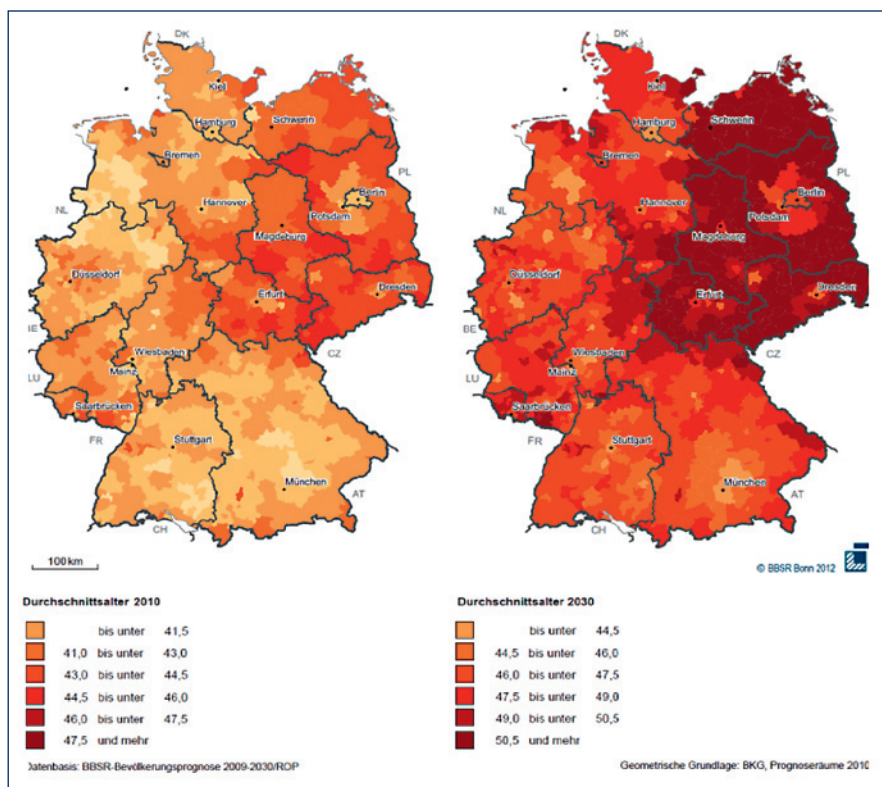 DK
Kiel
Hamburg
Schwerin
Bremen
PL
Berlin
NL
Hannover
Potsdam
Magdeburg
Düsseldorf
Erfurt
Dresden
BE
Wiesbaden
CZ
LU
Mainz
Saarbrücken
FR
Stuttgart
München
AT
CH
100 km
DK
Kiel
Hamburg
Schwerin
Bremen
PL
Berlin
NL
Hannover
Potsdam
Magdeburg
Düsseldorf
Erfurt
Dresden
BE
Wiesbaden
CZ
LU
Mainz
Saarbrücken
FR
Stuttgart
München
AT
CH
© BBSR Bonn 2012
Durchschnittsalter 2010
bis unter 41,5
41,0 bis unter 43,0
43,0 bis unter 44,5
44,5 bis unter 46,0
46,0 bis unter 47,5
47,5 und mehr
Datenbasis: BBSR-Bevölkerungsprognose 2009-2030/ROP
Durchschnittsalter 2030
bis unter 44,5
44,5 bis unter 46,0
46,0 bis unter 47,5
47,5 bis unter 49,0
49,0 bis unter 50,5
50,5 und mehr
Geometrische Grundlage: BKG, Prognoseräume 2010